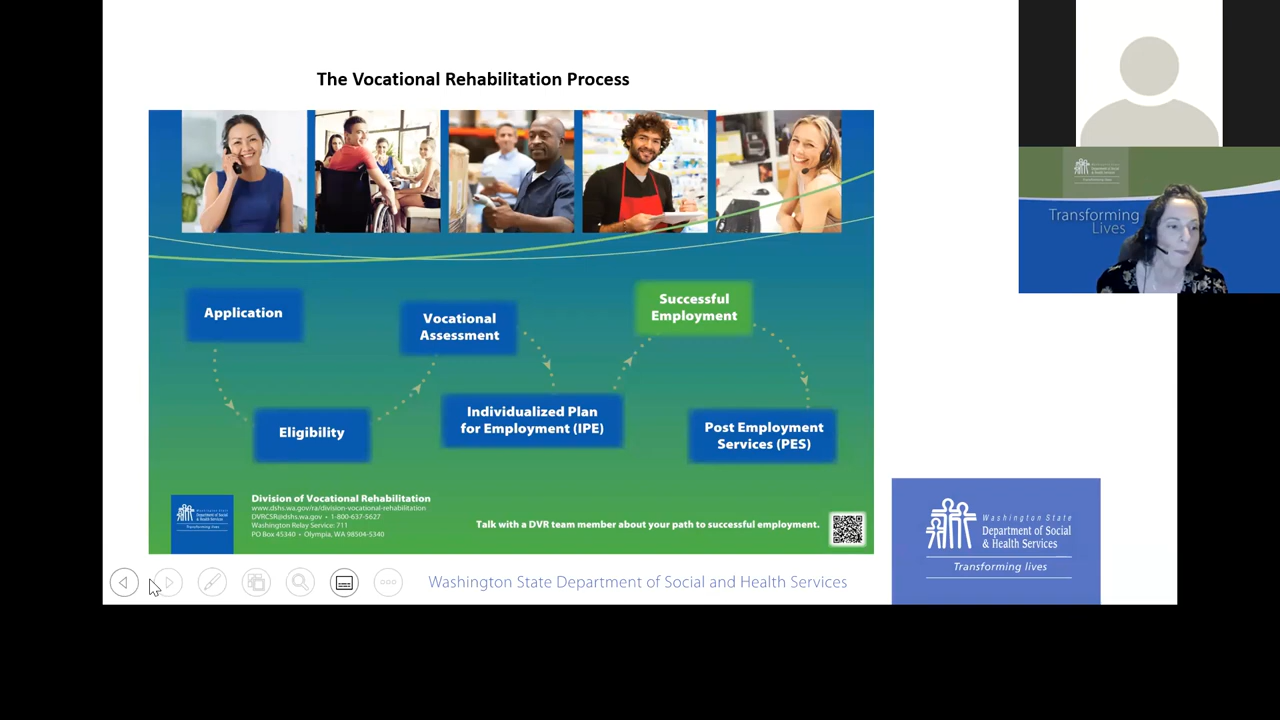 The Vocational Rehabilitation Process
Transforming
Lives
Application
Vocational
Assessment
Successful
Employment
Eligibility
Individualized Plan
for Employment (IPE)
Post Employment
Services (PES)
Division of Vocational Rehabilitation
www.dshs.wa.gov/ra/division-vocational-rehabilitation
DVRCSR@dshs.wa.gov • 1-800-637-5627
Washington Relay Service: 711
PO Box 45340 • Olympia, WA 98504-5340
Talk with a DVR team member about your path to successful employment.
Washington State
Department of Social
& Health Services
Transforming lives
Washington State Department of Social and Health Services